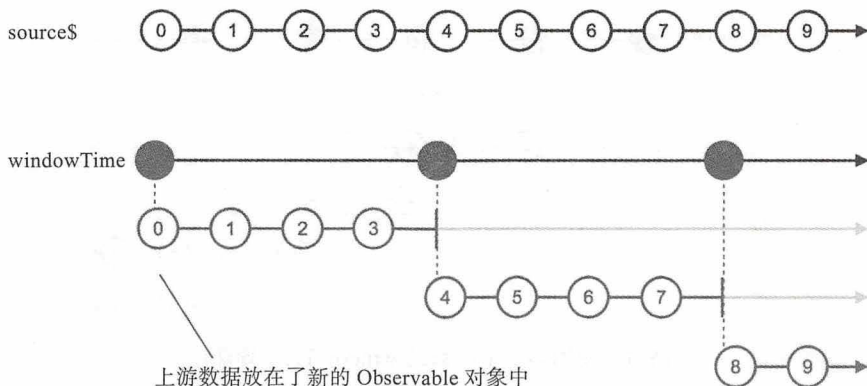 source$ 0 1 2 3 4 5 6 7 8 9
windowTime
0 1 2 3
4 5 6 7
8 9
上游数据放在了新的 Observable 对象中